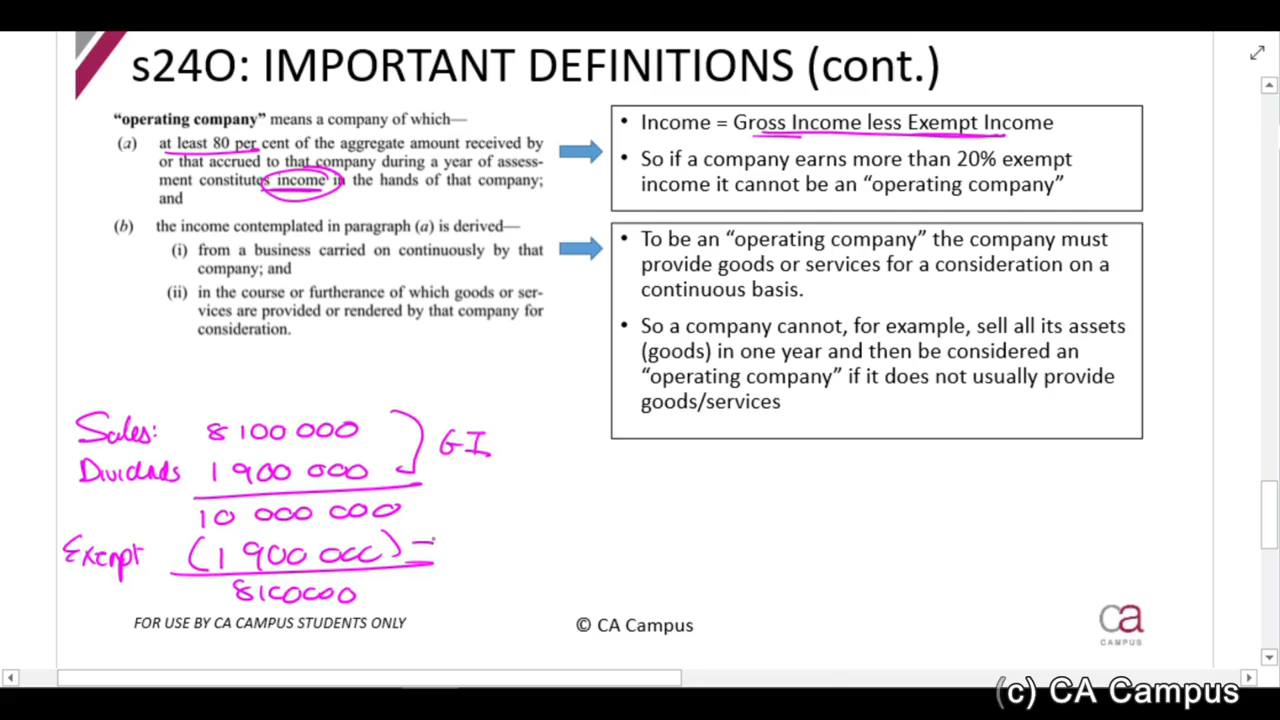 s24O: IMPORTANT DEFINITIONS (cont.)
“operating company” means a company of which—
(a) at least 80 per cent of the aggregate amount received by
or that accrued to that company during a year of assess-
ment constitutes income in the hands of that company;
and
(b) the income contemplated in paragraph (a) is derived—
(i) from a business carried on continuously by that
company; and
(ii) in the course or furtherance of which goods or ser-
vices are provided or rendered by that company for
consideration.
• Income = Gross Income less Exempt Income
• So if a company earns more than 20% exempt
income it cannot be an “operating company”
• To be an “operating company” the company must
provide goods or services for a consideration on a
continuous basis.
• So a company cannot, for example, sell all its assets
(goods) in one year and then be considered an
“operating company” if it does not usually provide
goods/services
Sales: 8 100 000
Dividends 1 900 000
GI
10 000 000
Exempt (1 900 000)
8100000
FOR USE BY CA CAMPUS STUDENTS ONLY
© CA Campus
ca
CAMPUS
(c) CA Campus